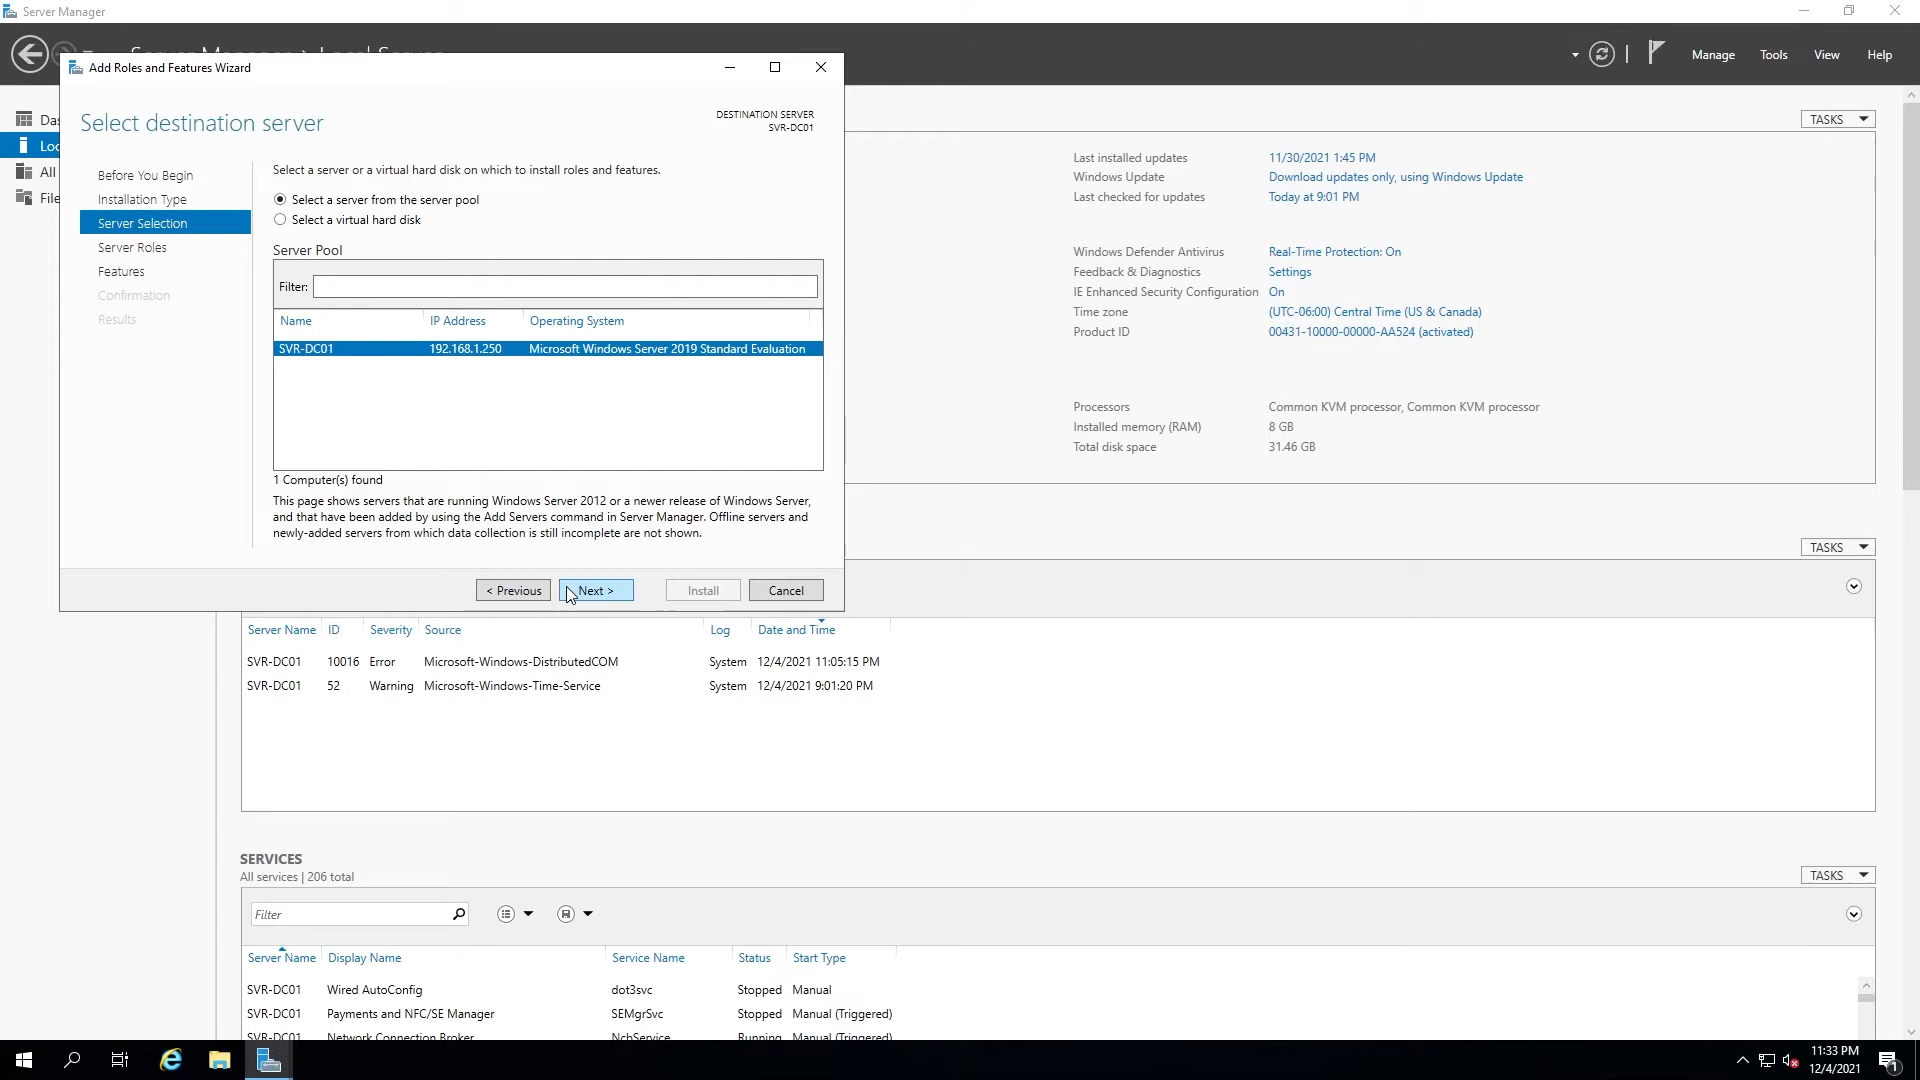 Server Manager
Manage Tools View Help
Add Roles and Features Wizard
Select destination server
DESTINATION SERVER
SVR-DC01
Before You Begin
Installation Type
Server Selection
Server Roles
Features
Confirmation
Results
Select a server or a virtual hard disk on which to install roles and features.
Select a server from the server pool
Select a virtual hard disk
Server Pool
Filter:
Name IP Address Operating System
SVR-DC01 192.168.1.250 Microsoft Windows Server 2019 Standard Evaluation
1 Computer(s) found
This page shows servers that are running Windows Server 2012 or a newer release of Windows Server,
and that have been added by using the Add Servers command in Server Manager. Offline servers and
newly-added servers from which data collection is still incomplete are not shown.
< Previous Next > Install Cancel
All
TASKS
Last installed updates 11/30/2021 1:45 PM
Windows Update Download updates only, using Windows Update
Last checked for updates Today at 9:01 PM
Windows Defender Antivirus Real-Time Protection: On
Feedback & Diagnostics Settings
IE Enhanced Security Configuration On
Time zone (UTC-06:00) Central Time (US & Canada)
Product ID 00431-10000-00000-AA524 (activated)
Processors Common KVM processor, Common KVM processor
Installed memory (RAM) 8 GB
Total disk space 31.46 GB
TASKS
Server Name ID Severity Source Log Date and Time
SVR-DC01 10016 Error Microsoft-Windows-DistributedCOM System 12/4/2021 11:05:15 PM
SVR-DC01 52 Warning Microsoft-Windows-Time-Service System 12/4/2021 9:01:20 PM
SERVICES
All services | 206 total
TASKS
Filter
Server Name Display Name Service Name Status Start Type
SVR-DC01 Wired AutoConfig dot3svc Stopped Manual
SVR-DC01 Payments and NFC/SE Manager SEMgrSvc Stopped Manual (Triggered)
SVR-DC01 Network Connection Broker NcbService Running Manual (Triggered)
11:33 PM
12/4/2021
1